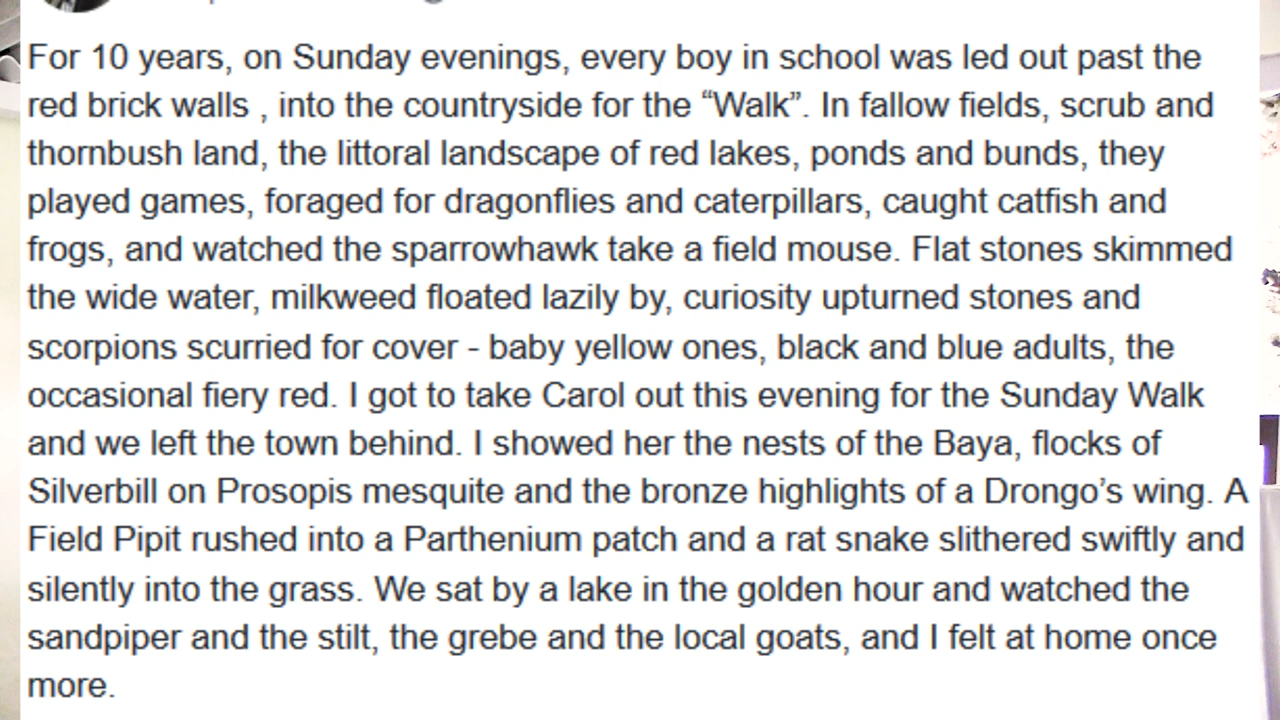 For 10 years, on Sunday evenings, every boy in school was led out past the
red brick walls , into the countryside for the “Walk”. In fallow fields, scrub and
thornbush land, the littoral landscape of red lakes, ponds and bunds, they
played games, foraged for dragonflies and caterpillars, caught catfish and
frogs, and watched the sparrowhawk take a field mouse. Flat stones skimmed
the wide water, milkweed floated lazily by, curiosity upturned stones and
scorpions scurried for cover - baby yellow ones, black and blue adults, the
occasional fiery red. I got to take Carol out this evening for the Sunday Walk
and we left the town behind. I showed her the nests of the Baya, flocks of
Silverbill on Prosopis mesquite and the bronze highlights of a Drongo’s wing. A
Field Pipit rushed into a Parthenium patch and a rat snake slithered swiftly and
silently into the grass. We sat by a lake in the golden hour and watched the
sandpiper and the stilt, the grebe and the local goats, and I felt at home once
more.